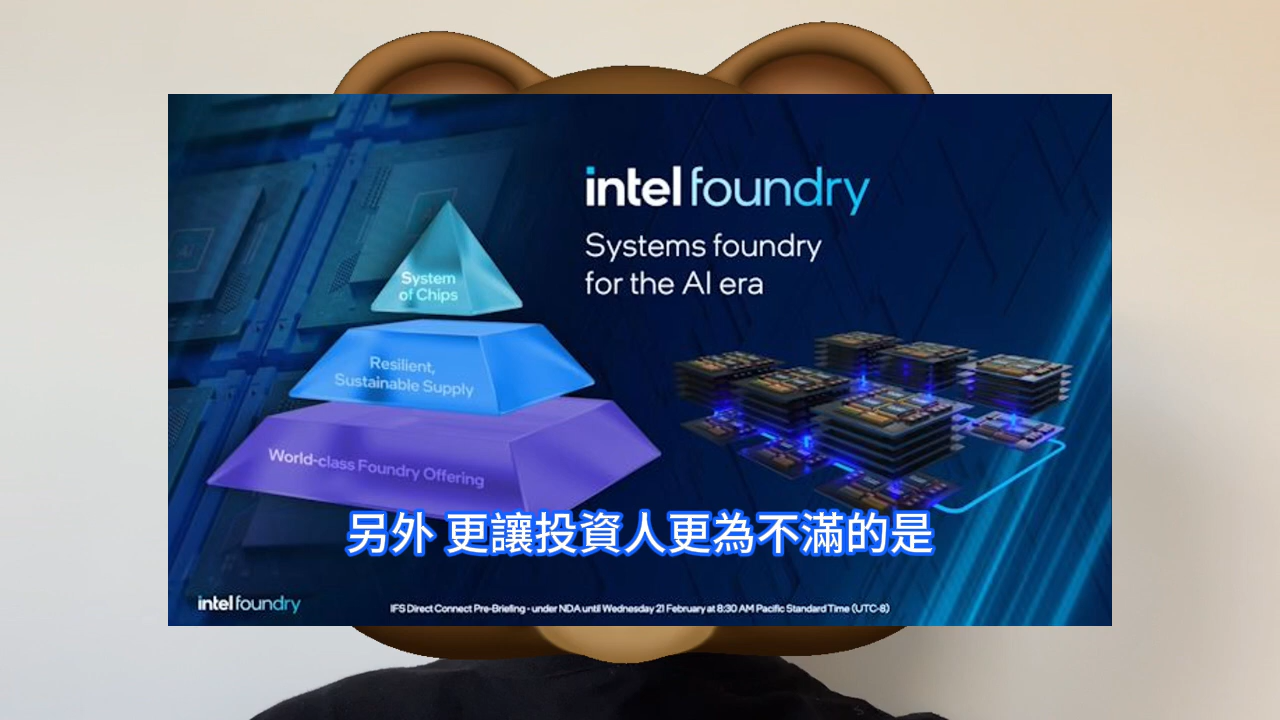 intel foundry
Systems foundry
for the AI era
System
of Chips
Resilient,
Sustainable Supply
World-class Foundry Offering
另外 更讓投資人更為不滿的是
intel foundry
IFS Direct Connect Pre-Briefing - under NDA until Wednesday 21 February at 8:30 AM Pacific Standard Time (UTC-8)